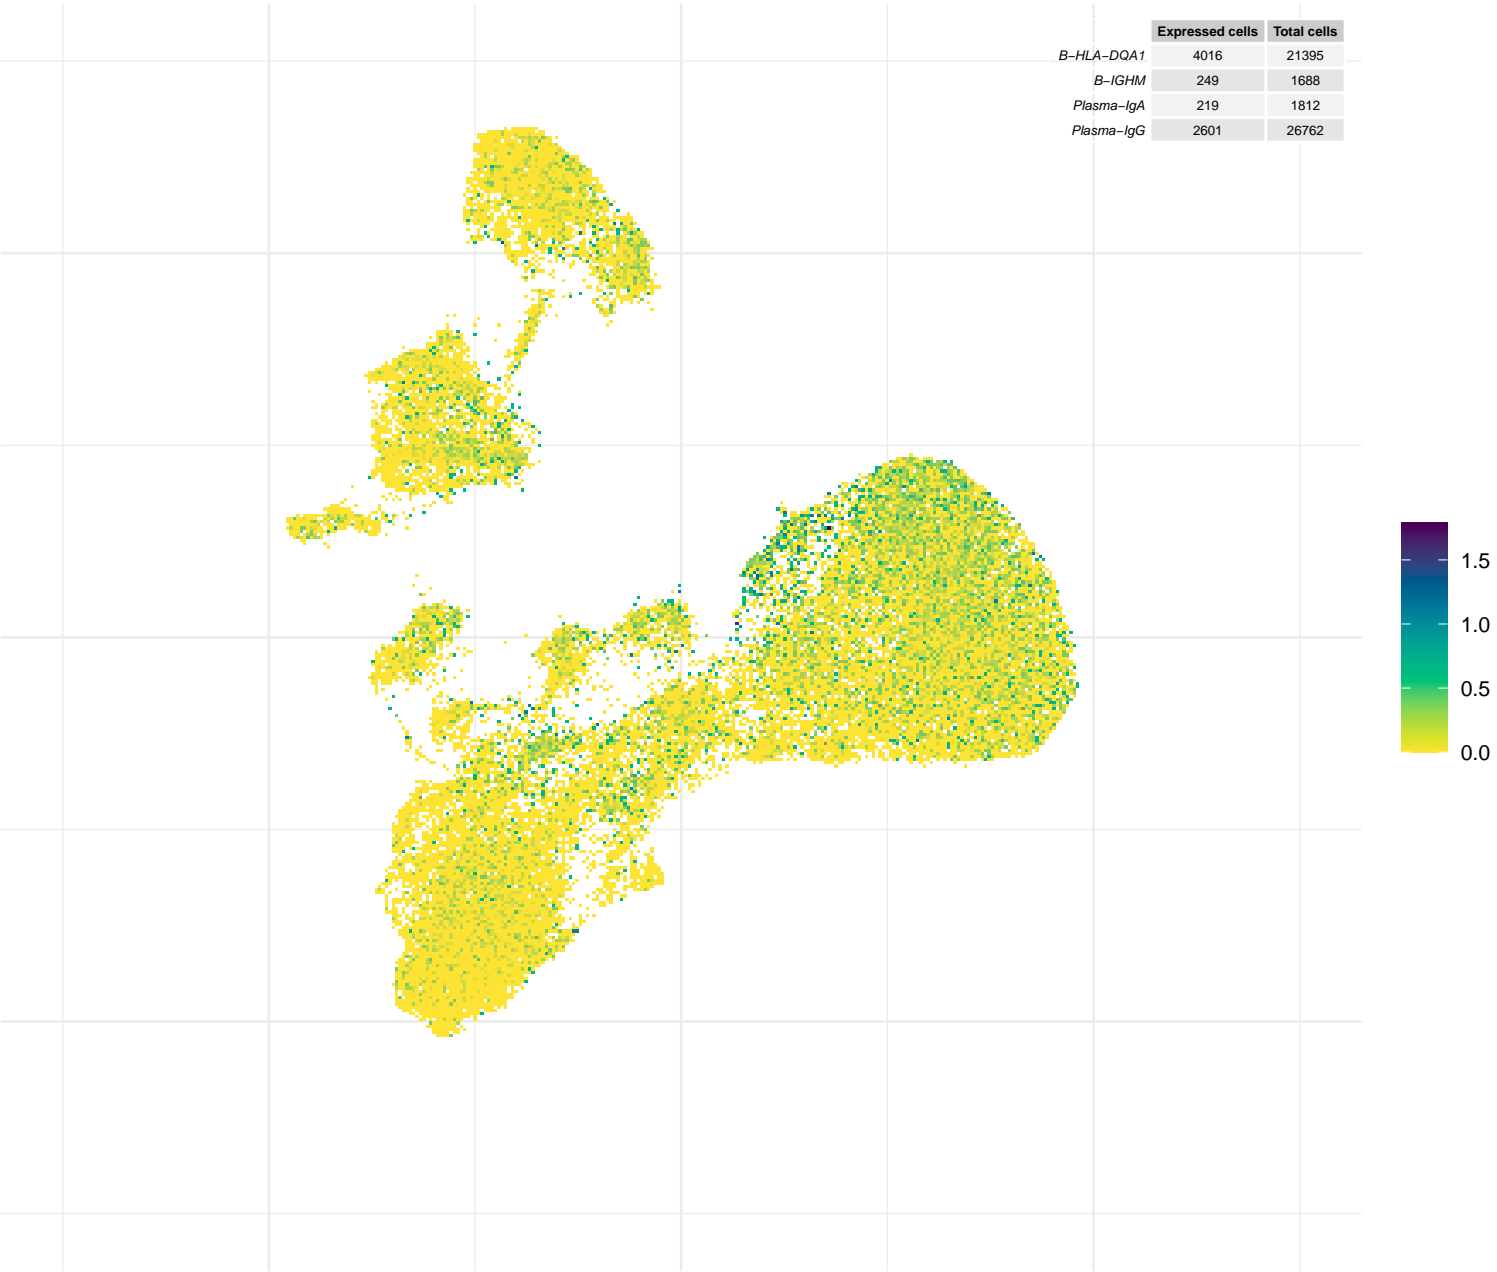 Expressed cells Total cells
B−HLA−DQA1 4016 21395
B−IGHM 249 1688
Plasma−IgA 219 1812
Plasma−IgG 2601 26762
1.5
1.0
0.5
0.0